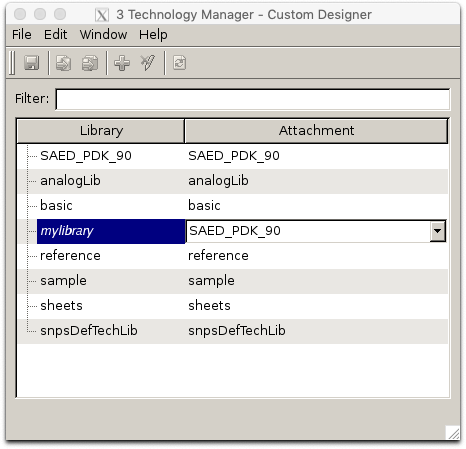 3 Technology Manager - Custom Designer
File Edit Window Help
Filter:
Library Attachment
SAED_PDK_90 SAED_PDK_90
analogLib analogLib
basic basic
mylibrary SAED_PDK_90
reference reference
sample sample
sheets sheets
snpsDefTechLib snpsDefTechLib